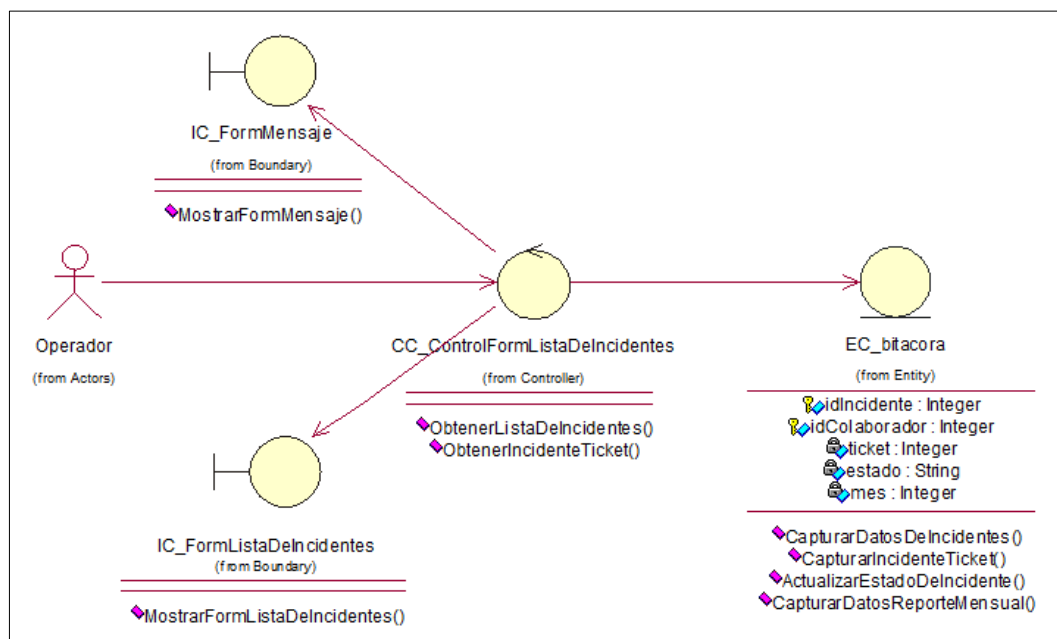 IC_FormMensaje
(from Boundary)
MostrarFormMensaje()
Operador
(from Actors)
CC_ControlFormListaDeIncidentes
(from Controller)
ObtenerListaDeIncidentes()
ObtenerIncidenteTicket()
EC_bitacora
(from Entity)
idIncidente : Integer
idColaborador : Integer
ticket : Integer
estado : String
mes : Integer
CapturarDatosDeIncidentes()
CapturarIncidenteTicket()
ActualizarEstadoDeIncidente()
CapturarDatosReporteMensual()
IC_FormListaDeIncidentes
(from Boundary)
MostrarFormListaDeIncidentes()